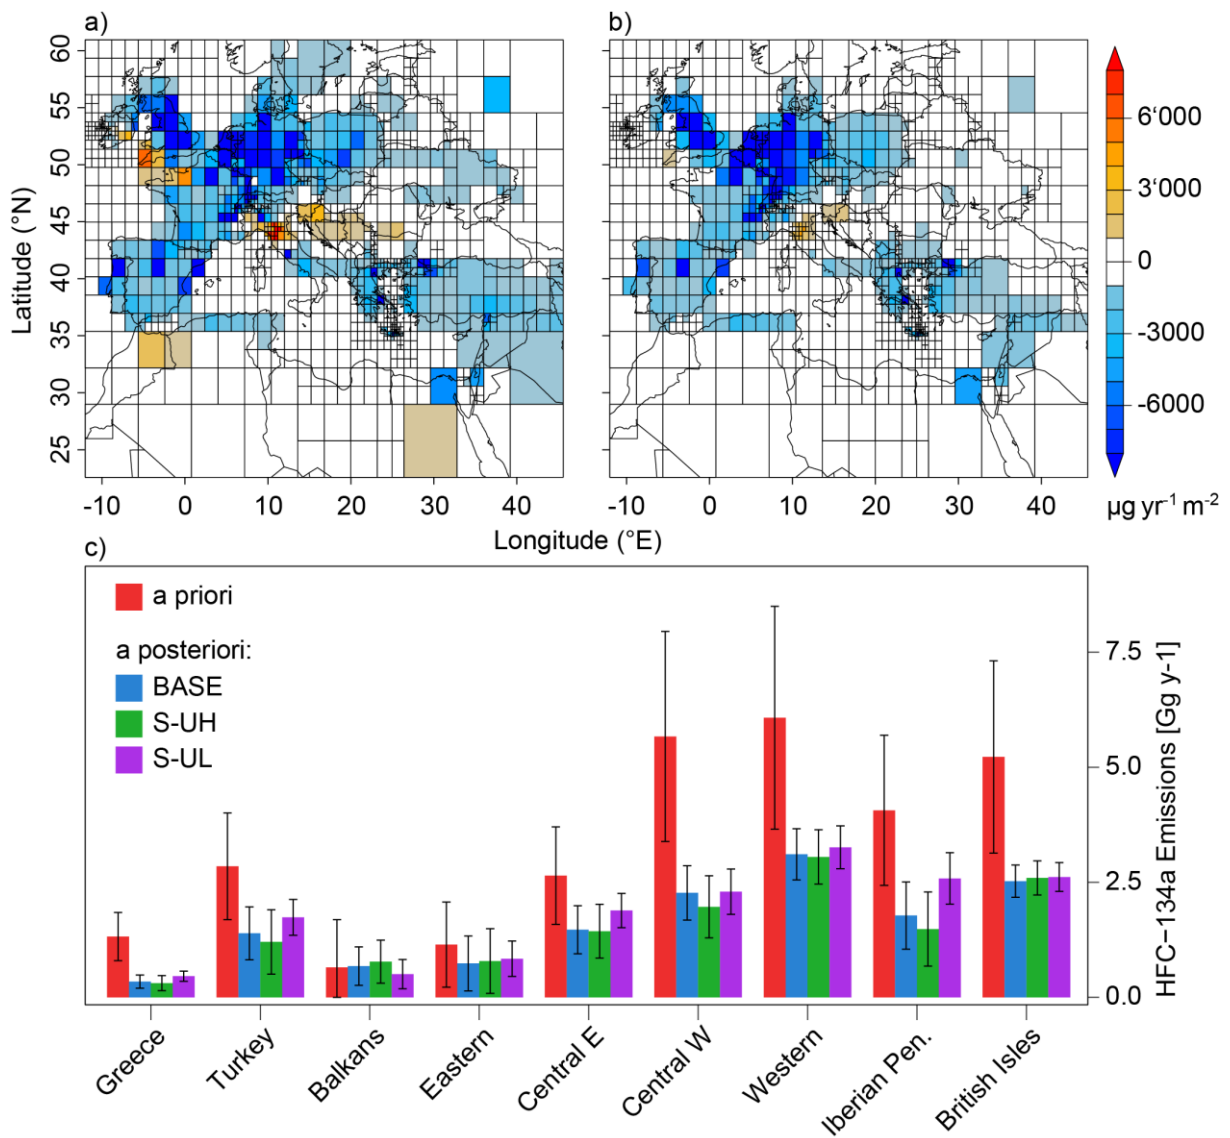 a)
b)
60
55
50
45
40
35
30
25
Latitude (°N)
6‘000
3‘000
0
-3000
-6000
µg yr-1 m-2
-10 0 10 20 30 40
-10 0 10 20 30 40
Longitude (°E)
c)
a priori
a posteriori:
BASE
S-UH
S-UL
7.5
5.0
2.5
0.0
HFC−134a Emissions [Gg y-1]
Greece
Turkey
Balkans
Eastern
Central E
Central W
Western
Iberian Pen.
British Isles